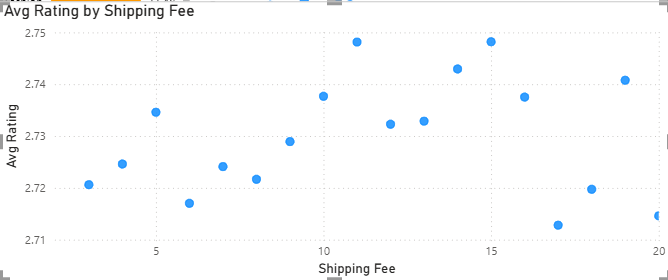 Avg Rating by Shipping Fee
2.75
2.74
2.73
2.72
2.71
Avg Rating
5 10 15 20
Shipping Fee